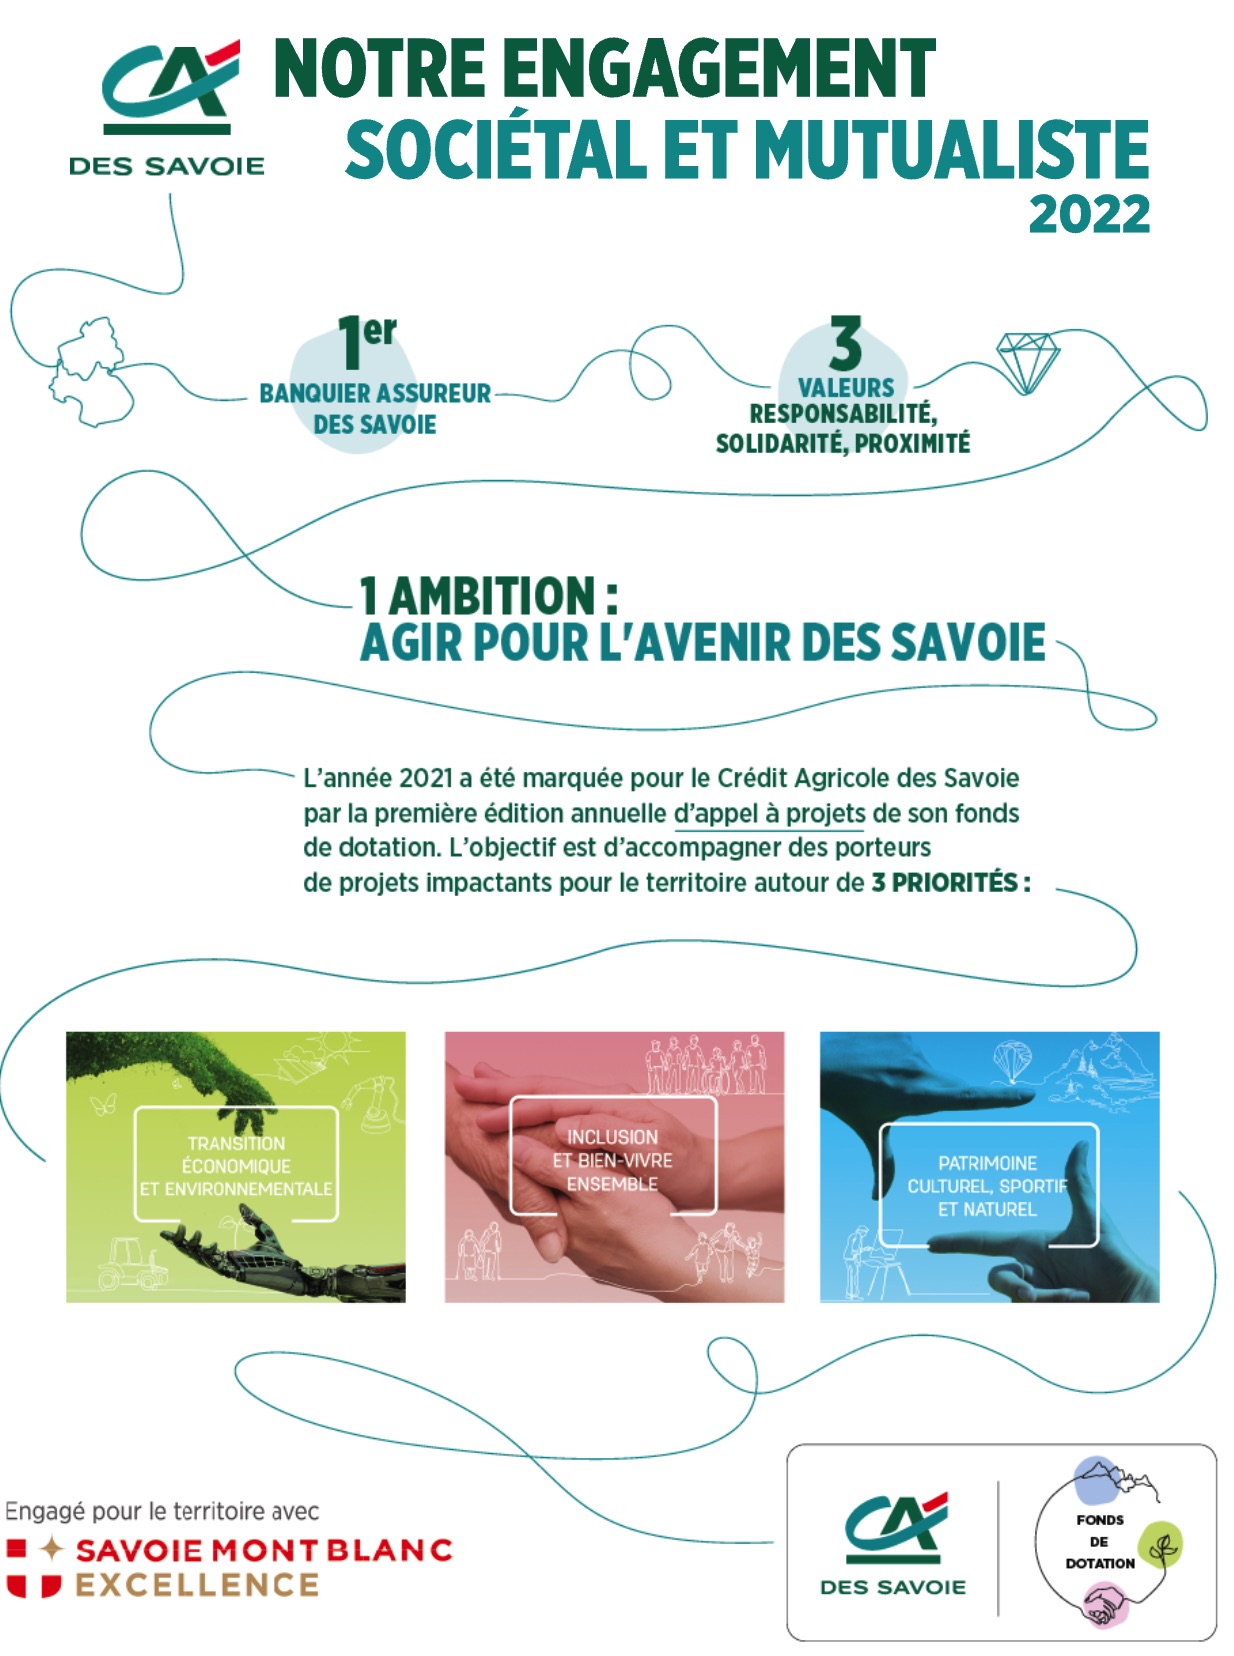 CA
DES SAVOIE
NOTRE ENGAGEMENT
SOCIÉTAL ET MUTUALISTE
2022
1er
BANQUIER ASSUREUR
DES SAVOIE
3
VALEURS
RESPONSABILITÉ,
SOLIDARITÉ, PROXIMITÉ
1 AMBITION :
AGIR POUR L'AVENIR DES SAVOIE
L'année 2021 a été marquée pour le Crédit Agricole des Savoie
par la première édition annuelle d'appel à projets de son fonds
de dotation. L'objectif est d'accompagner des porteurs
de projets impactants pour le territoire autour de 3 PRIORITÉS :
TRANSITION
ÉCONOMIQUE
ET ENVIRONNEMENTALE
INCLUSION
ET BIEN-VIVRE
ENSEMBLE
PATRIMOINE
CULTUREL, SPORTIF
ET NATUREL
Engagé pour le territoire avec
SAVOIE MONT BLANC
EXCELLENCE
CA
DES SAVOIE
FONDS
DE
DOTATION